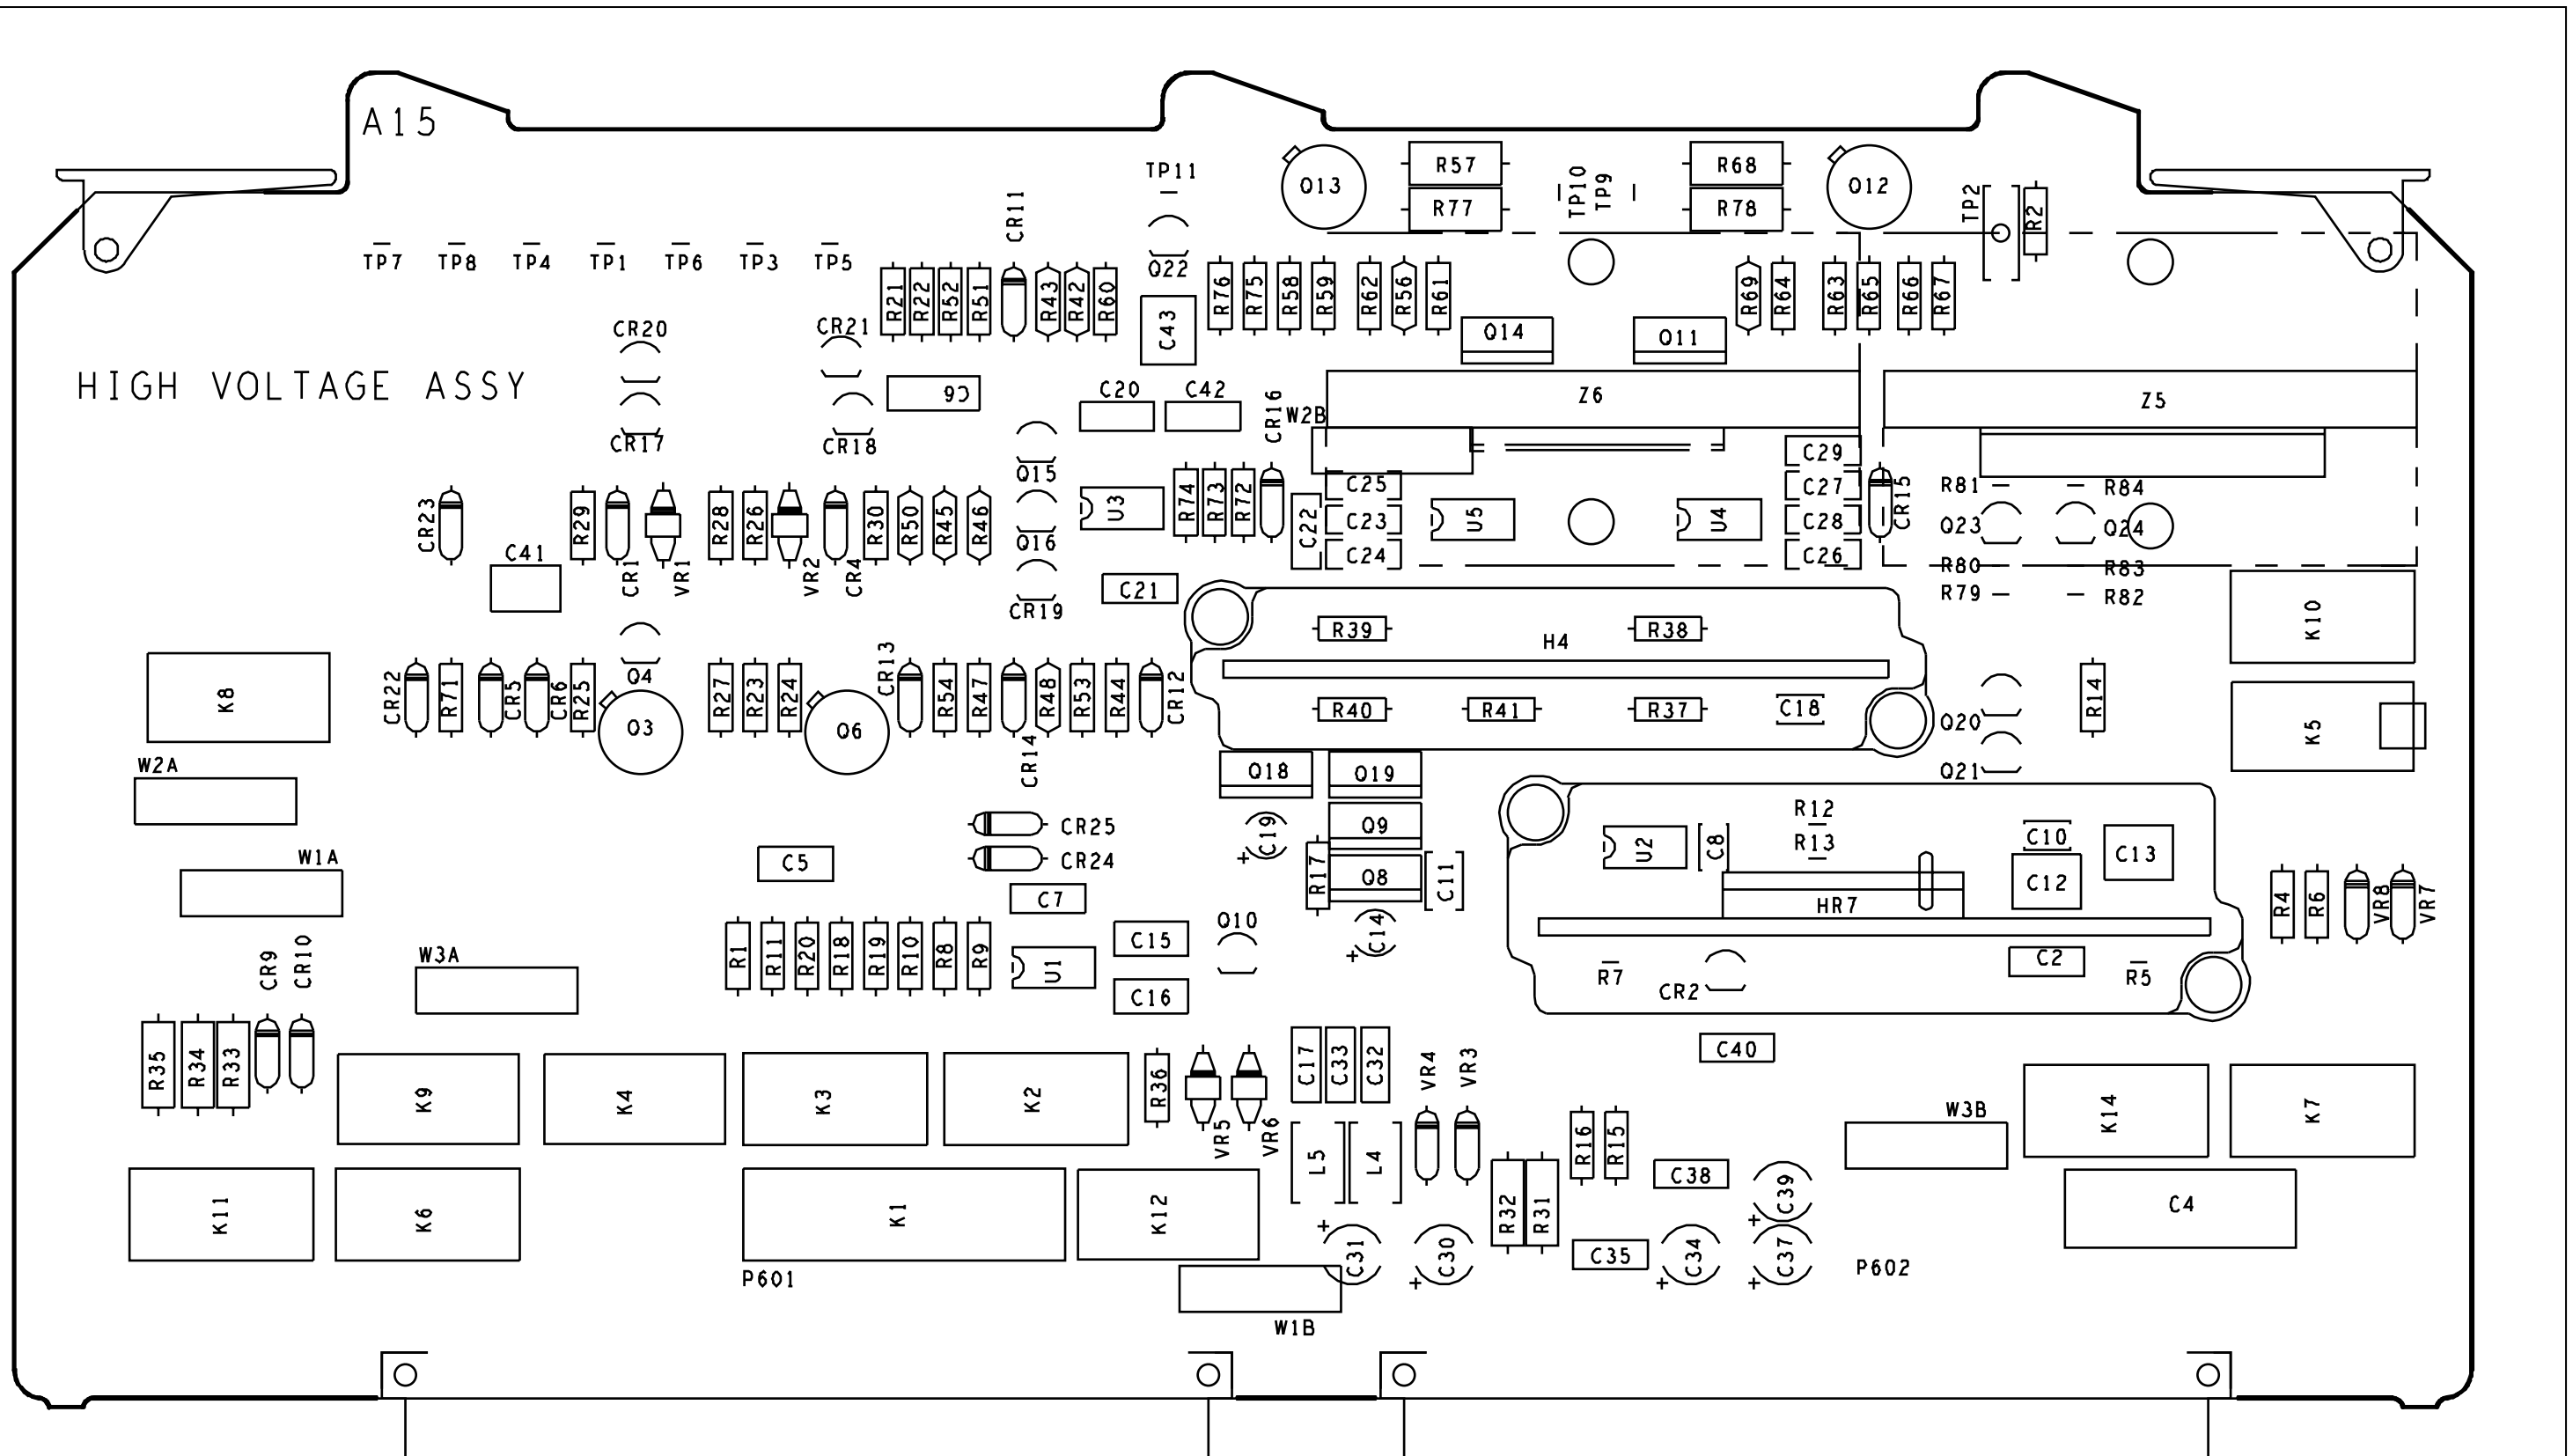 A15
TP11
Q13
R57
R77
TP10
TP9
R68
R78
Q12
TP2
R2
CR11
TP7 TP8 TP4 TP1 TP6 TP3 TP5
Q22
R21 R22 R52 R51 R43 R42 R60
C43
R76 R75 R58 R59 R62 R56 R61
Q14
Q11
R69 R64 R63 R65 R66 R67
CR20
CR21
HIGH VOLTAGE ASSY
C6
C20
C42
CR16
W2B
Z6
Z5
CR17
CR18
Q15
C29
C25
C27
CR15
R81
R84
CR23
R29
R28
R26
R30
R50
R45
R46
U3
R74
R73
R72
C22
C23
U5
U4
C28
Q23
Q24
Q16
C41
CR1
VR1
VR2
CR4
C24
C26
R80
R83
C21
CR19
R79
R82
K10
R39
R38
H4
K8
CR22
R71
CR5
CR6
R25
Q4
Q3
R27
R23
R24
Q6
CR13
R54
R47
R48
R53
R44
CR12
CR14
R40
R41
R37
C18
Q20
R14
K5
W2A
Q18
Q19
Q21
CR25
CR24
C19
Q9
R12
R13
U2
C8
C10
C13
C12
W1A
C5
C7
R17
Q8
C11
HR7
R4
R6
VR8
VR7
CR9
CR10
W3A
R1 R11 R20 R18 R19 R10 R8 R9
U1
C15
C16
Q10
C14
R7
CR2
C2
R5
R35 R34 R33
K9
K4
K3
K2
R36
VR5
VR6
C17
C33
C32
VR4
VR3
C40
W3B
K14
K7
K11
K6
K1
K12
L5
L4
R32
R31
R16
R15
C38
C39
C4
C31
C30
C35
C34
C37
P601
P602
W1B